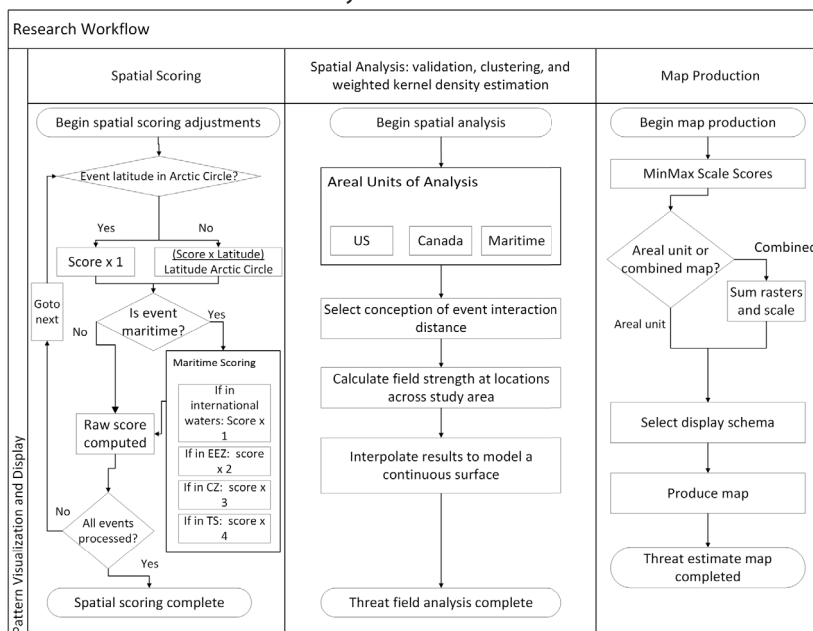 Research Workflow
Pattern Visualization and Display
Spatial Scoring
Begin spatial scoring adjustments
Event latitude in Arctic Circle?
Yes
No
Score x 1
(Score x Latitude)
Latitude Arctic Circle
Goto
next
Is event
maritime?
No
Yes
Maritime Scoring
If in
international
waters: Score x
1
If in EEZ: score
x 2
If in CZ: score x
3
If in TS: score x
4
Raw score
computed
No
All events
processed?
Yes
Spatial scoring complete
Spatial Analysis: validation, clustering, and
weighted kernel density estimation
Begin spatial analysis
Areal Units of Analysis
US
Canada
Maritime
Select conception of event interaction
distance
Calculate field strength at locations
across study area
Interpolate results to model a
continuous surface
Threat field analysis complete
Map Production
Begin map production
MinMax Scale Scores
Areal unit or
combined map?
Combined
Sum rasters
and scale
Areal unit
Select display schema
Produce map
Threat estimate map
completed